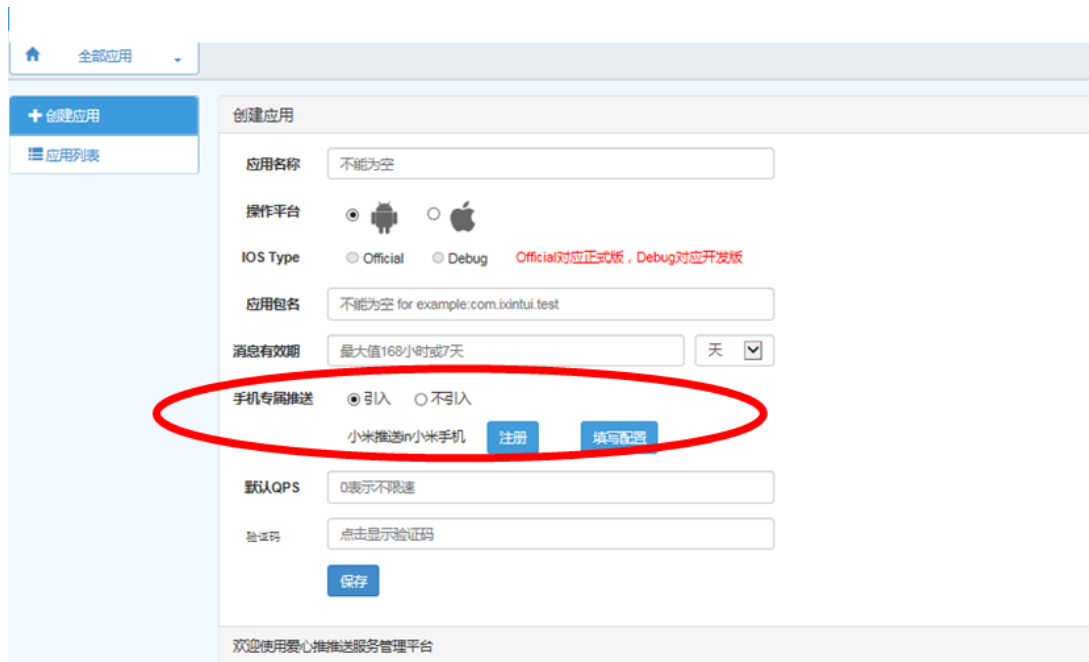 全部应用
创建应用
应用列表
创建应用
应用名称 不能为空
操作平台
IOS Type Official Debug Official对应正式版，Debug对应开发版
应用包名 不能为空 for example:com.ixintui.test
消息有效期 最大值168小时或7天 天
手机专属推送 引入 不引入
小米推送in小米手机 注册 填写配置
默认QPS 0表示不限速
验证码 点击显示验证码
保存
欢迎使用爱心推推送服务管理平台